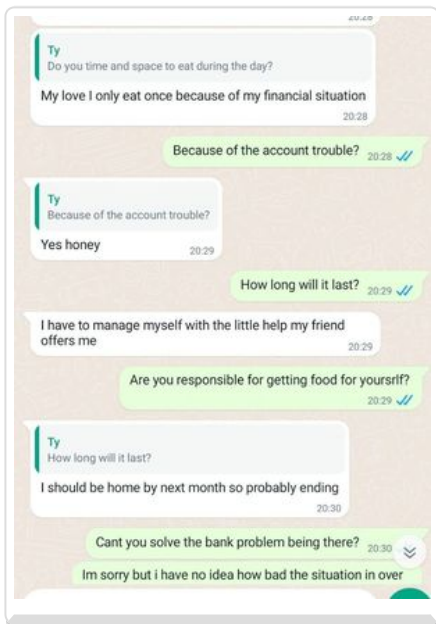 20:28
Ty
Do you time and space to eat during the day?
My love I only eat once because of my financial situation
20:28
Because of the account trouble? 20:28
Ty
Because of the account trouble?
Yes honey 20:29
How long will it last? 20:29
I have to manage myself with the little help my friend
offers me
20:29
Are you responsible for getting food for yoursrlf?
20:29
Ty
How long will it last?
I should be home by next month so probably ending
20:30
Cant you solve the bank problem being there? 20:30
Im sorry but i have no idea how bad the situation in over